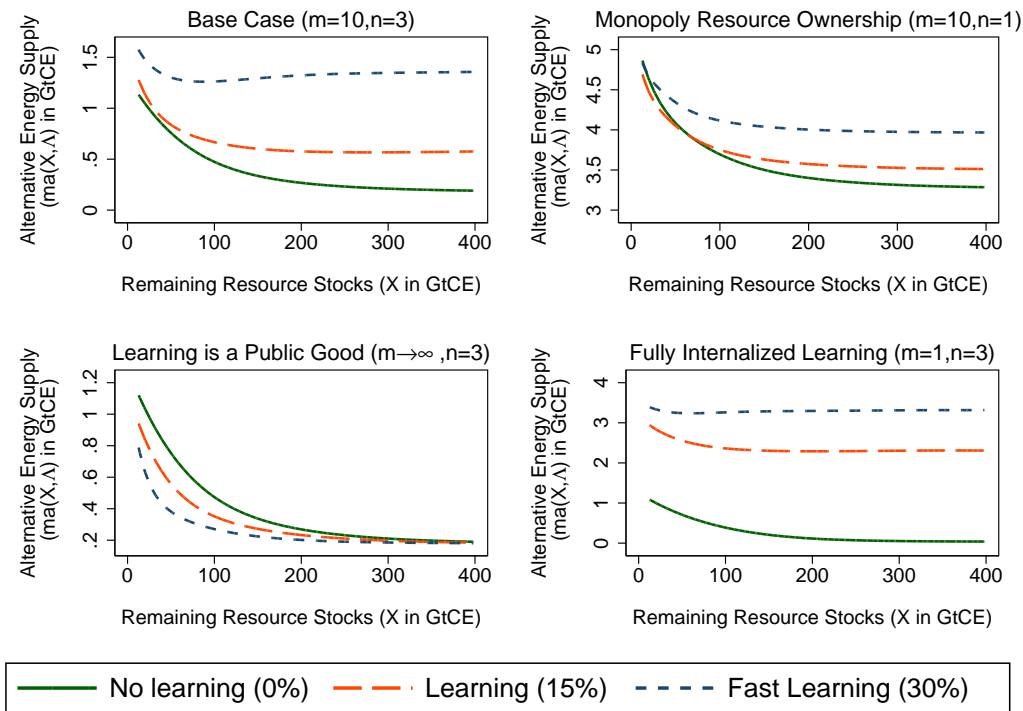 Base Case (m=10,n=3)
Alternative Energy Supply
(ma(X,Λ) in GtCE)
1.5
1
.5
0
0 100 200 300 400
Remaining Resource Stocks (X in GtCE)
Monopoly Resource Ownership (m=10,n=1)
Alternative Energy Supply
(ma(X,Λ) in GtCE)
5
4.5
4
3.5
3
0 100 200 300 400
Remaining Resource Stocks (X in GtCE)
Learning is a Public Good (m→∞ ,n=3)
Alternative Energy Supply
(ma(X,Λ) in GtCE)
1.2
1
.8
.6
.4
.2
0 100 200 300 400
Remaining Resource Stocks (X in GtCE)
Fully Internalized Learning (m=1,n=3)
Alternative Energy Supply
(ma(X,Λ) in GtCE)
4
3
2
1
0
0 100 200 300 400
Remaining Resource Stocks (X in GtCE)
No learning (0%) Learning (15%) Fast Learning (30%)